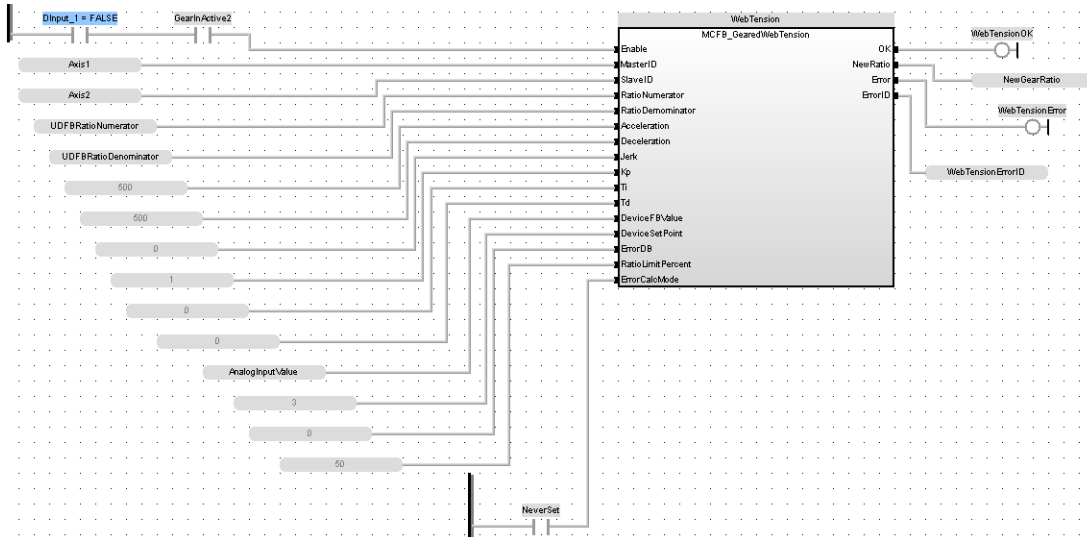 DInput_1 = FALSE
GearInActive2
WebTension
MCFB_GearedWebTension
Enable
OK
WebTensionOK
Axis1
MasterID
NewRatio
NewGearRatio
SlaveID
Error
Axis2
RatioNumerator
ErrorID
WebTensionError
UDFBRatioNumerator
RatioDenominator
Acceleration
Deceleration
UDFBRatioDenominator
Jerk
Kp
WebTensionErrorID
500
Ti
Td
500
DeviceFBValue
DeviceSetPoint
0
ErrorDB
RatioLimitPercent
1
ErrorCalcMode
0
0
AnalogInputValue
3
0
50
NeverSet